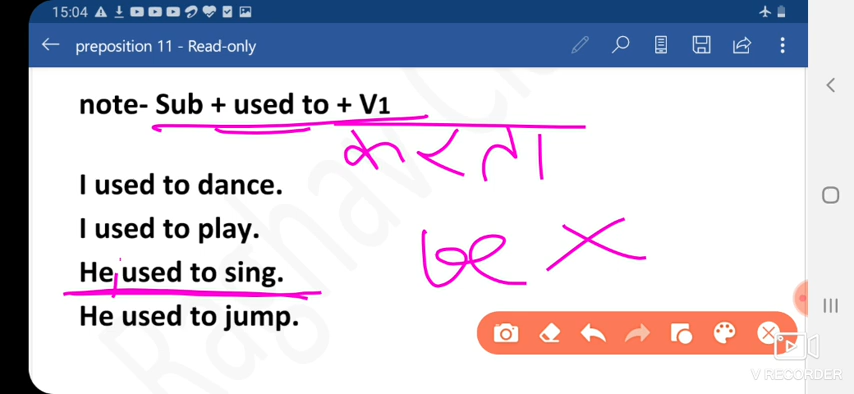 15:04
preposition 11 - Read-only
note- Sub + used to + V1
करता
I used to dance.
I used to play.
be ×
He used to sing.
He used to jump.
V RECORDER